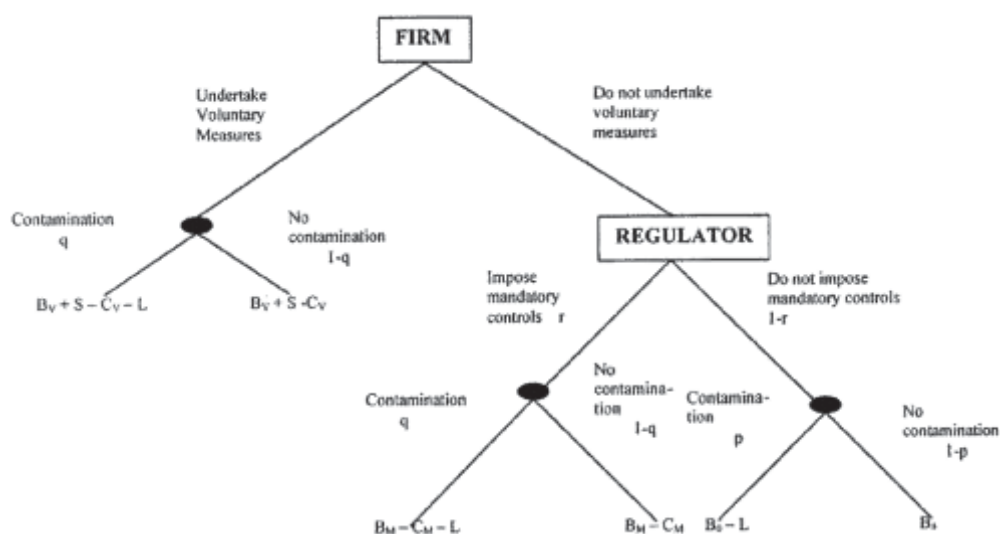 FIRM
Undertake
Voluntary
Measures
Do not undertake
voluntary
measures
Contamination
q
No
contamination
1-q
REGULATOR
B_V + S – C_V – L
B_V + S -C_V
Impose
mandatory
controls r
Do not impose
mandatory controls
1-r
Contamination
q
No
contamina-
tion
1-q
Contamina-
tion
p
No
contamination
1-p
B_M – C_M – L
B_M – C_M
B_0 – L